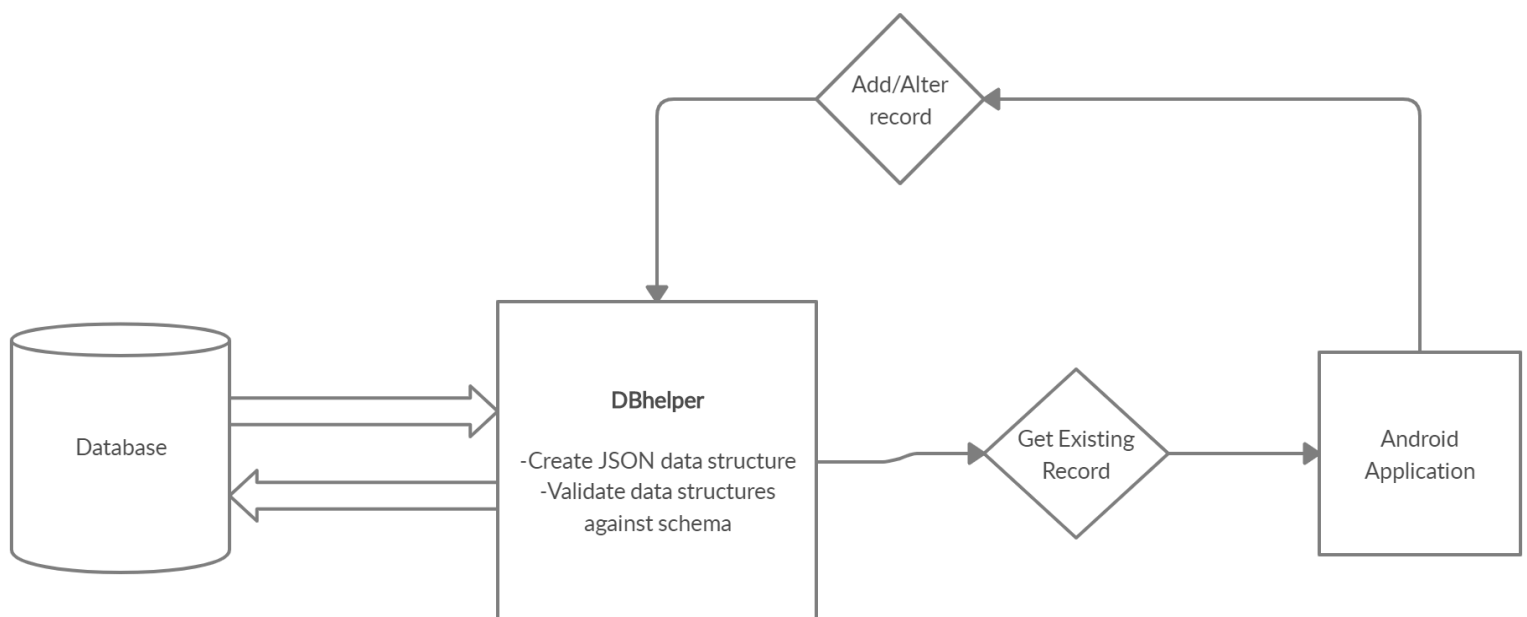 Add/Alter
record
Database
DBhelper
-Create JSON data structure
-Validate data structures
against schema
Get Existing
Record
Android
Application